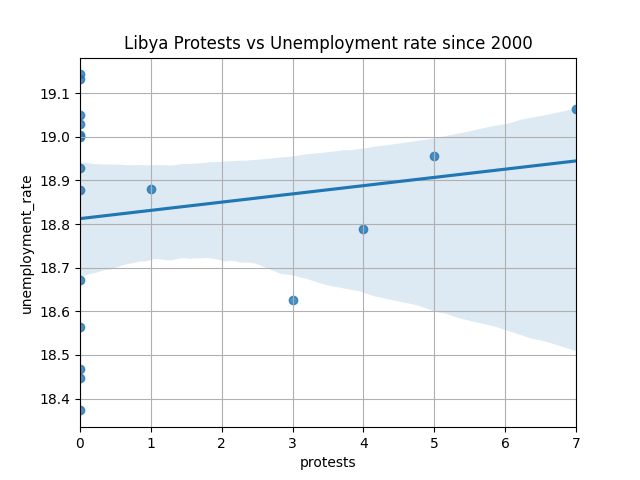 Libya Protests vs Unemployment rate since 2000
19.1
19.0
18.9
18.8
18.7
18.6
18.5
18.4
unemployment_rate
0 1 2 3 4 5 6 7
protests